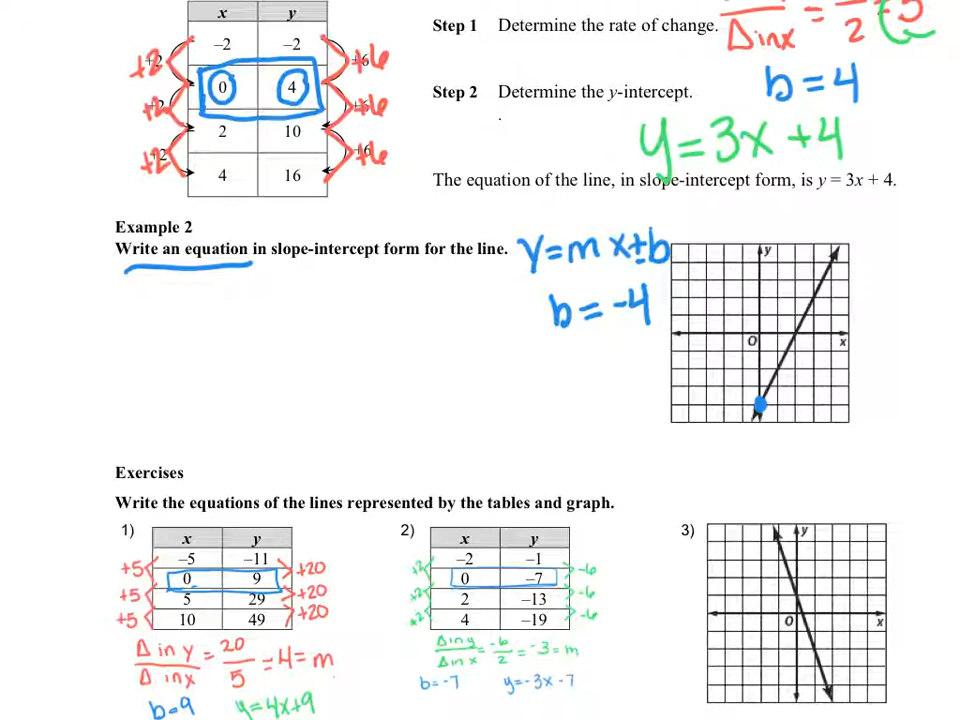 x y
–2 –2
0 4
2 10
4 16
+2 +2 +2
+6 +6 +6
Step 1 Determine the rate of change.
Δ in x = 2 = 3
Step 2 Determine the y-intercept.
.
b = 4
y = 3x + 4
The equation of the line, in slope-intercept form, is y = 3x + 4.
Example 2
Write an equation in slope-intercept form for the line.
y = mx ± b
b = -4
y
O x
Exercises
Write the equations of the lines represented by the tables and graph.
1)
x y
–5 –11
0 9
5 29
10 49
+5 +5 +5
+20 +20 +20
Δ in y / Δ in x = 20/5 = 4 = m
b = 9 y = 4x + 9
2)
x y
–2 –1
0 –7
2 –13
4 –19
+2 +2 +2
-6 -6 -6
Δ in y / Δ in x = -6/2 = -3 = m
b = -7 y = -3x - 7
3)
y
O x